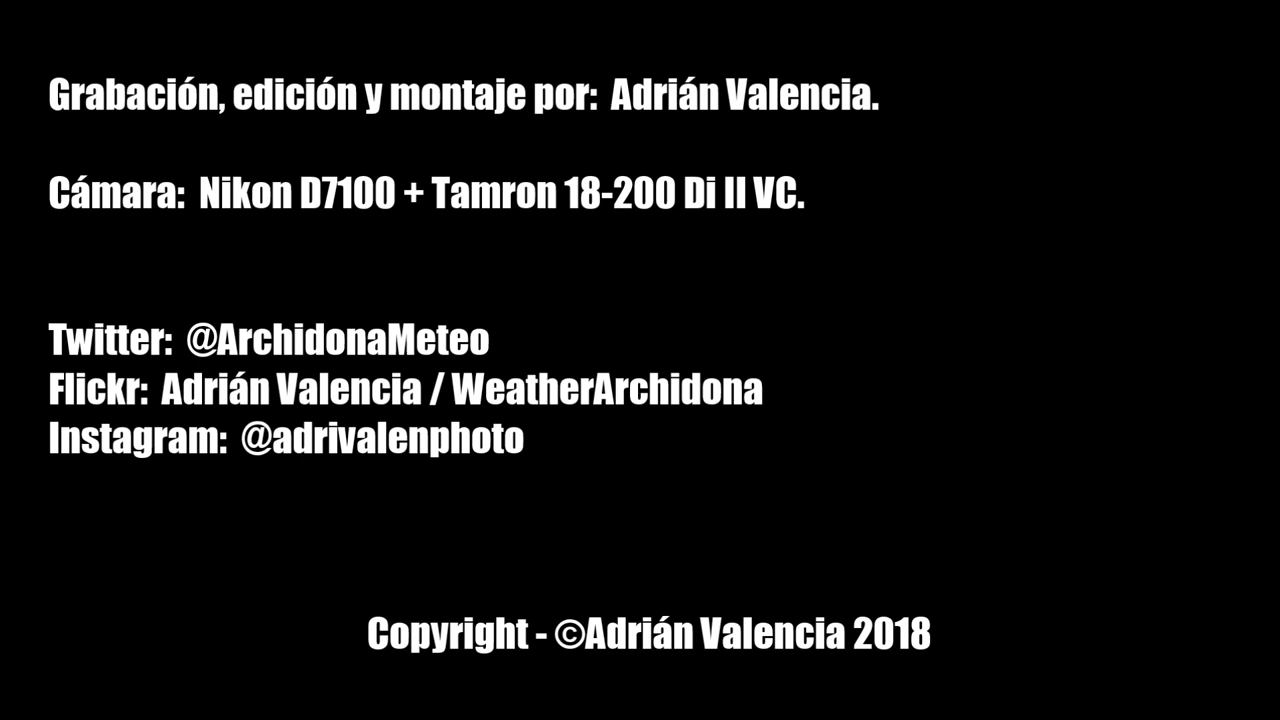 Grabación, edición y montaje por: Adrián Valencia.
Cámara: Nikon D7100 + Tamron 18-200 Di II VC.
Twitter: @ArchidonaMeteo
Flickr: Adrián Valencia / WeatherArchidona
Instagram: @adrivalenphoto
Copyright - ©Adrián Valencia 2018